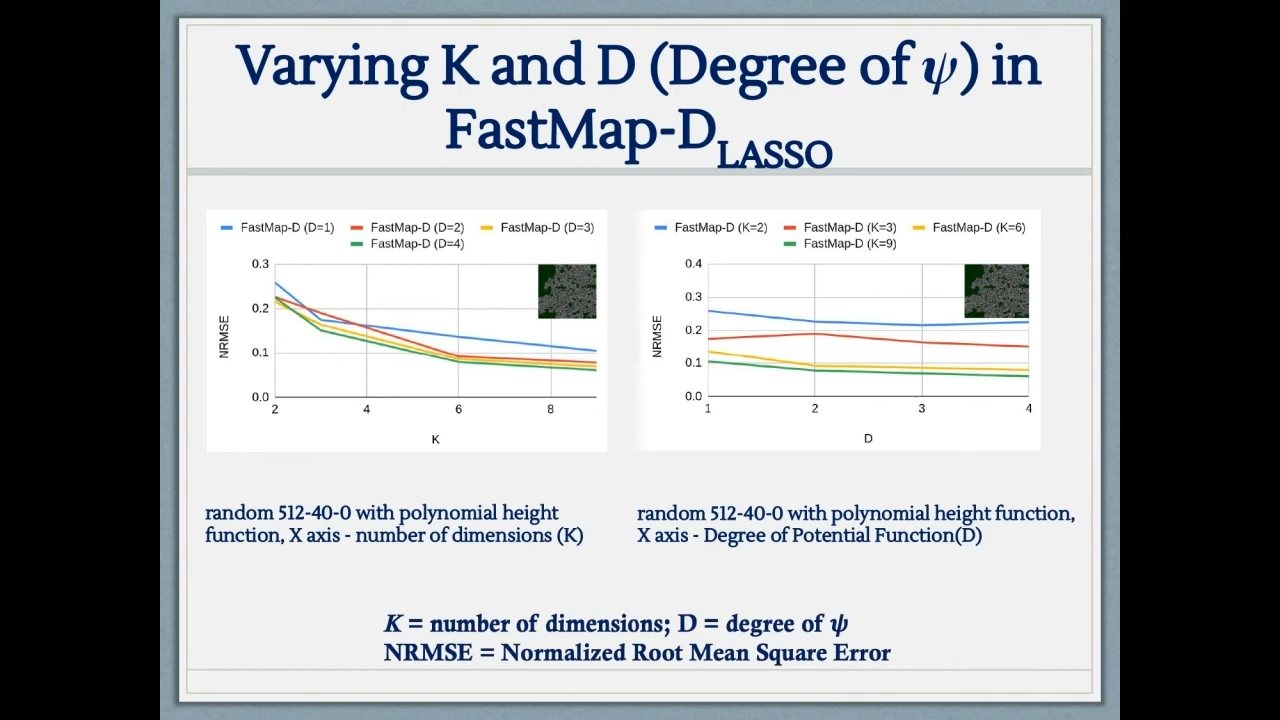 Varying K and D (Degree of ψ) in
FastMap-D_LASSO
FastMap-D (D=1) FastMap-D (D=2) FastMap-D (D=3)
FastMap-D (D=4)
0.3
0.2
0.1
0.0
NRMSE
2 4 6 8
K
FastMap-D (K=2) FastMap-D (K=3) FastMap-D (K=6)
FastMap-D (K=9)
0.4
0.3
0.2
0.1
0.0
NRMSE
1 2 3 4
D
random 512-40-0 with polynomial height
function, X axis - number of dimensions (K)
random 512-40-0 with polynomial height function,
X axis - Degree of Potential Function(D)
K = number of dimensions; D = degree of ψ
NRMSE = Normalized Root Mean Square Error